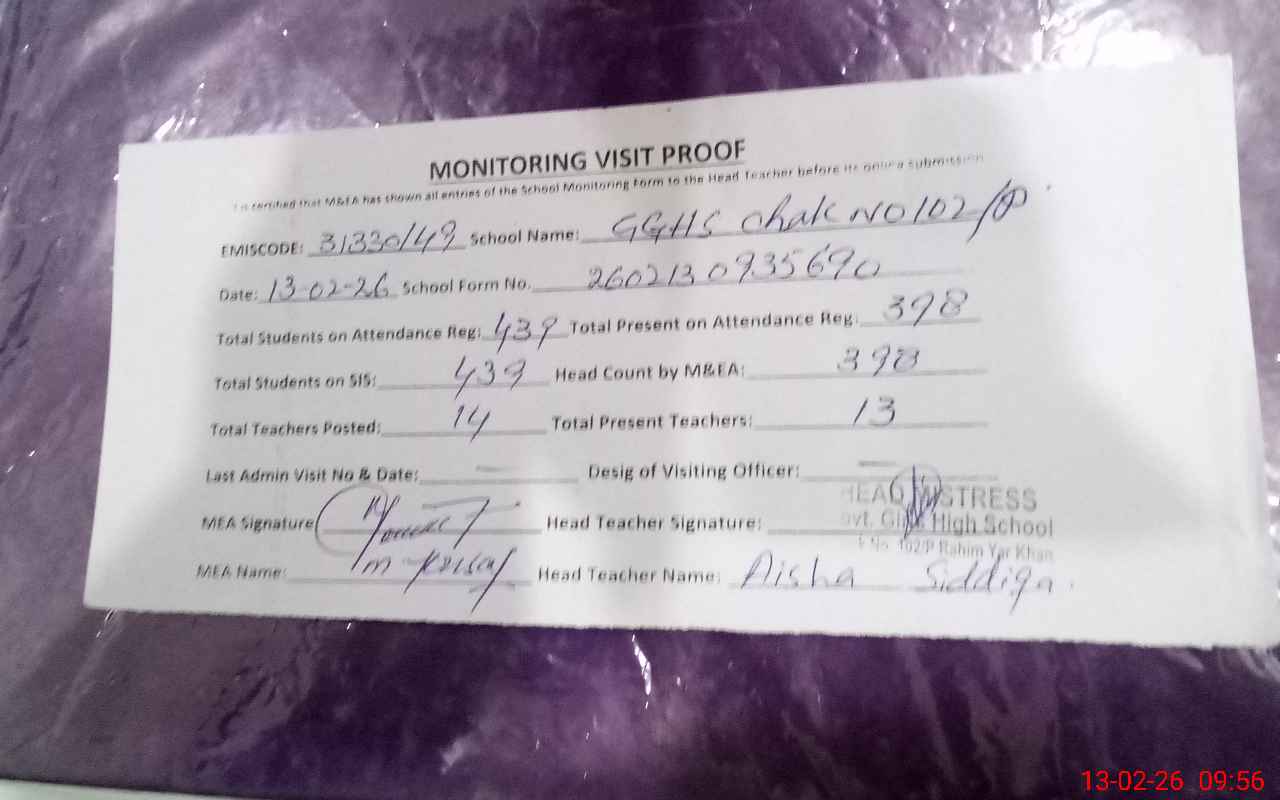 MONITORING VISIT PROOF
It is certified that M&EA has shown all entries of the School Monitoring Form to the Head Teacher before its online submission
EMISCODE: 31330149 School Name: GGHS Chak NO 102/P
Date: 13-02-26 School Form No. 260213 0935690
Total Students on Attendance Reg: 439 Total Present on Attendance Reg: 398
Total Students on SIS: 439 Head Count by M&EA: 398
Total Teachers Posted: 14 Total Present Teachers: 13
Last Admin Visit No & Date: — Desig of Visiting Officer: —
HEAD MISTRESS
MEA Signature Head Teacher Signature:
Govt. Girls High School
102/P Rahim Yar Khan
MEA Name: m Head Teacher Name: Aisha Siddiqa.
13-02-26 09:56